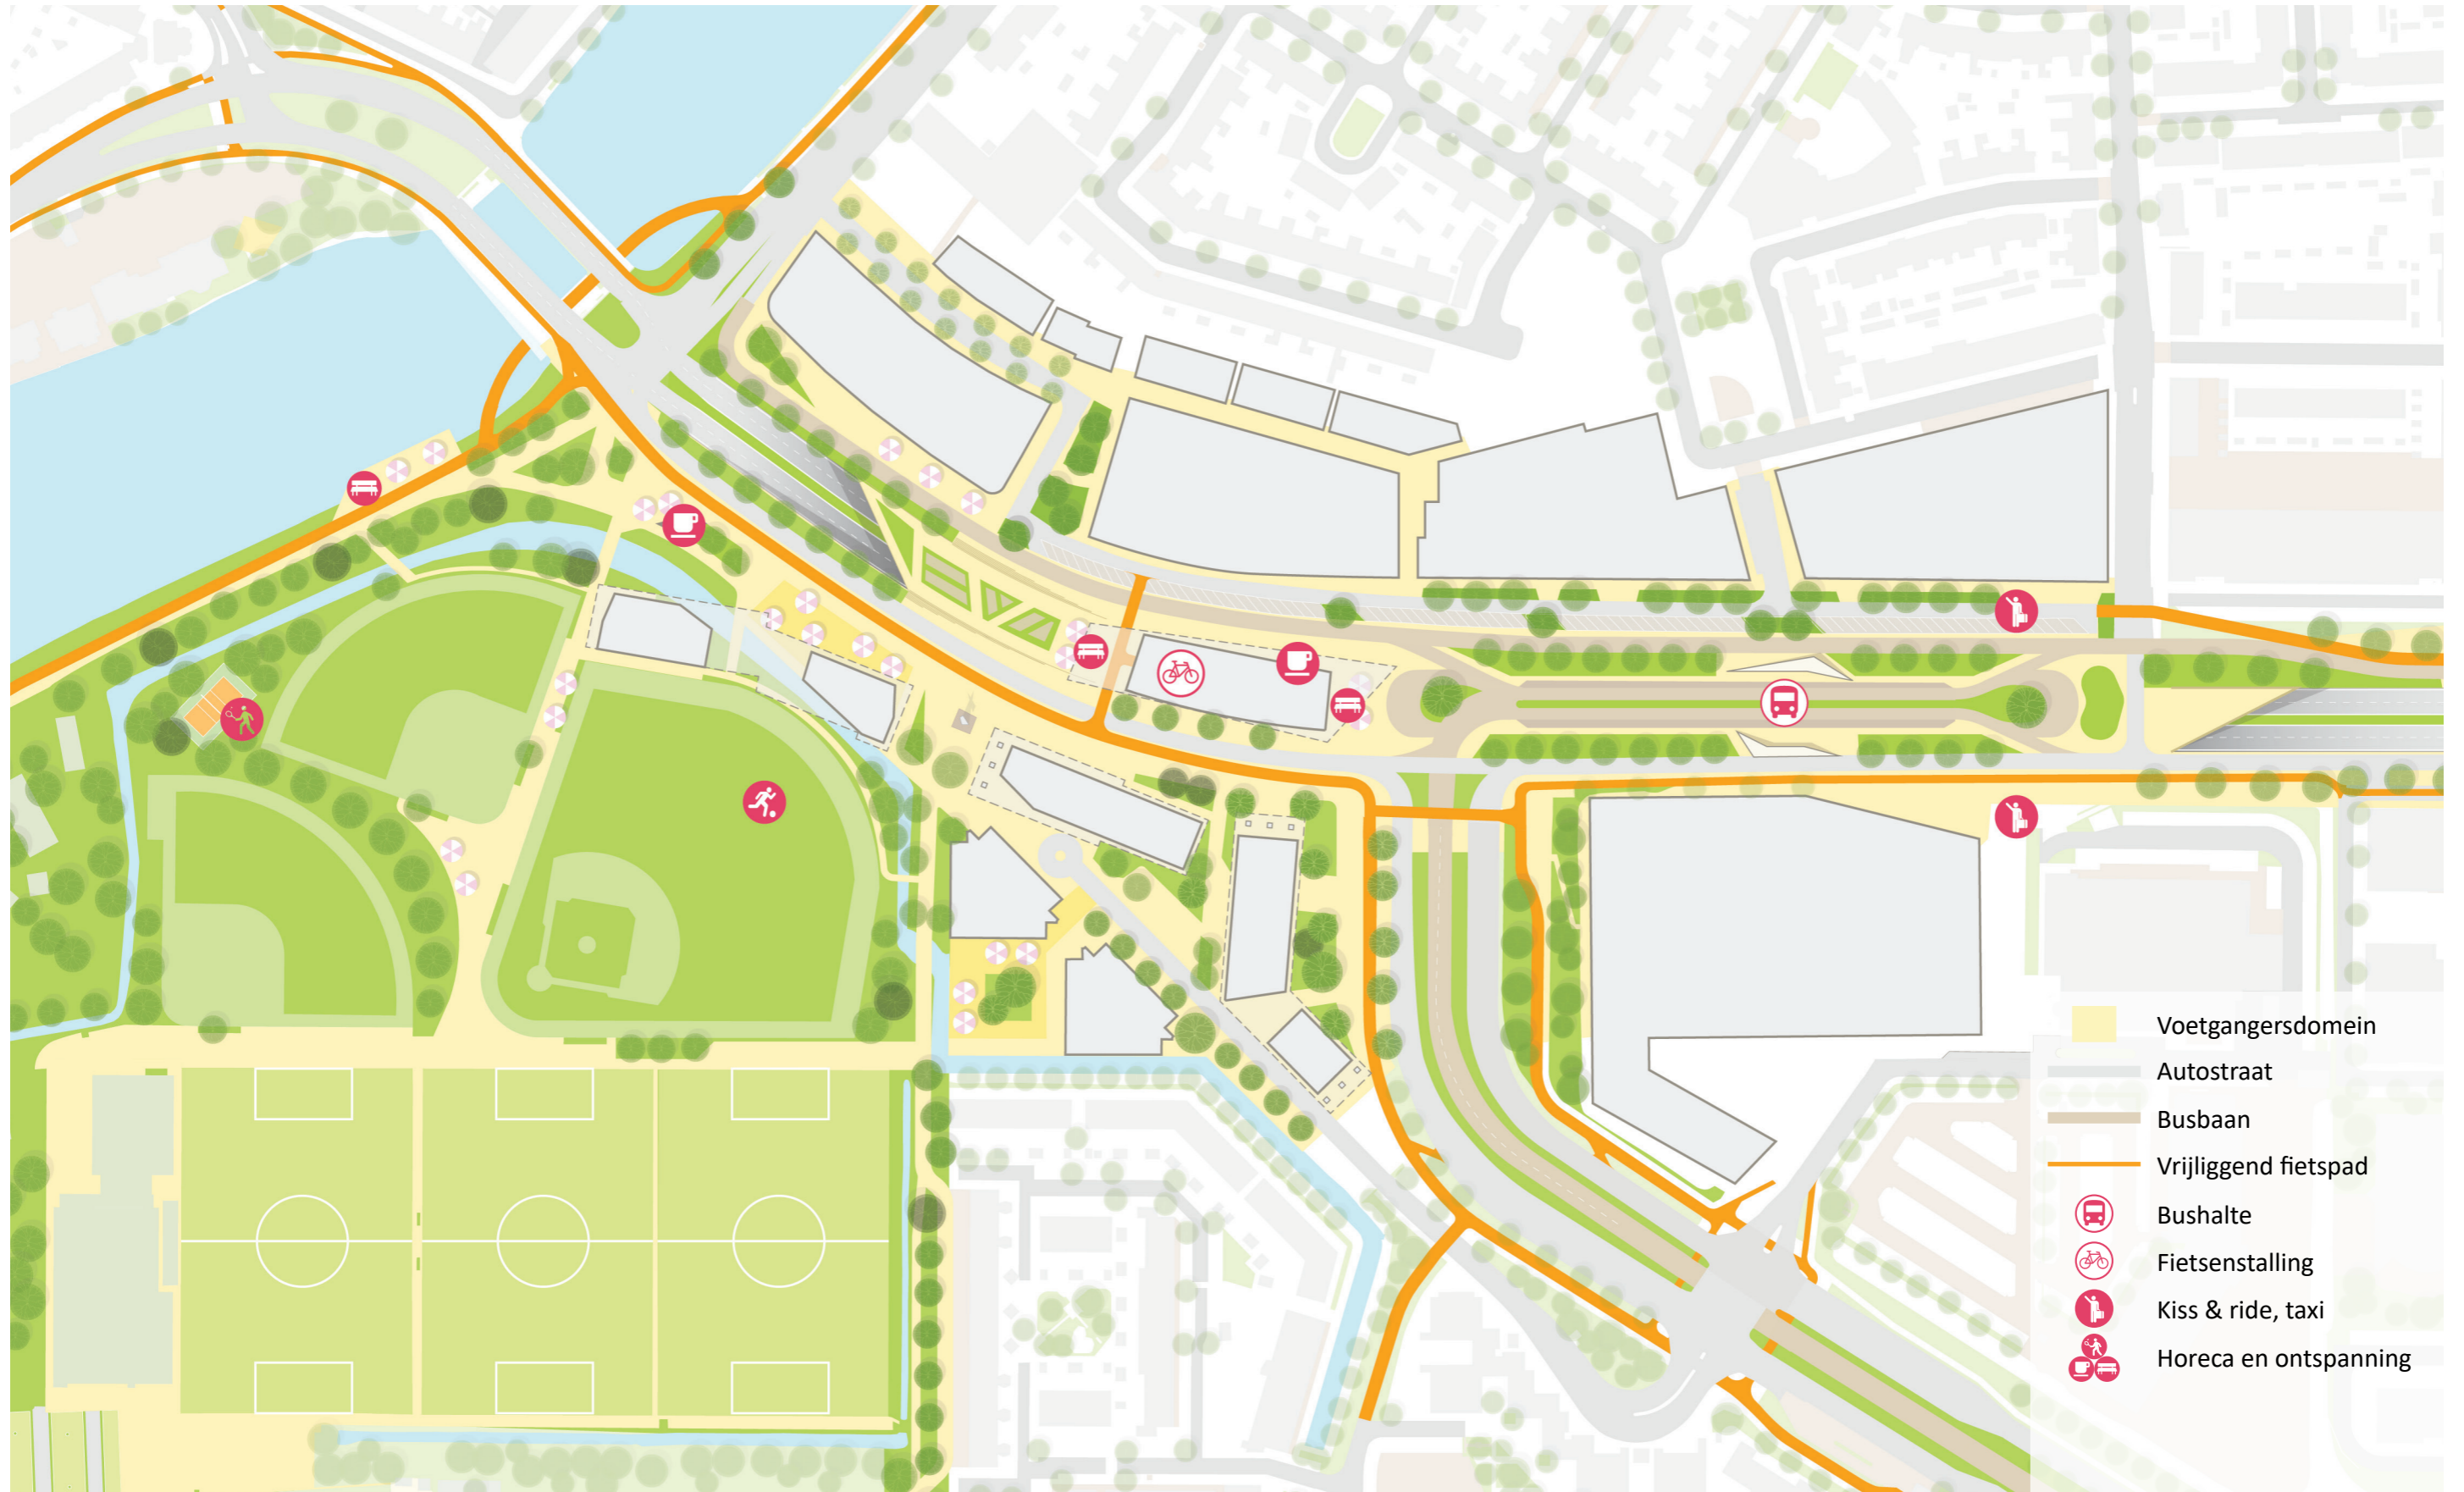 Voetgangersdomein
Autostraat
Busbaan
Vrijliggend fietspad
Bushalte
Fietsenstalling
Kiss & ride, taxi
Horeca en ontspanning